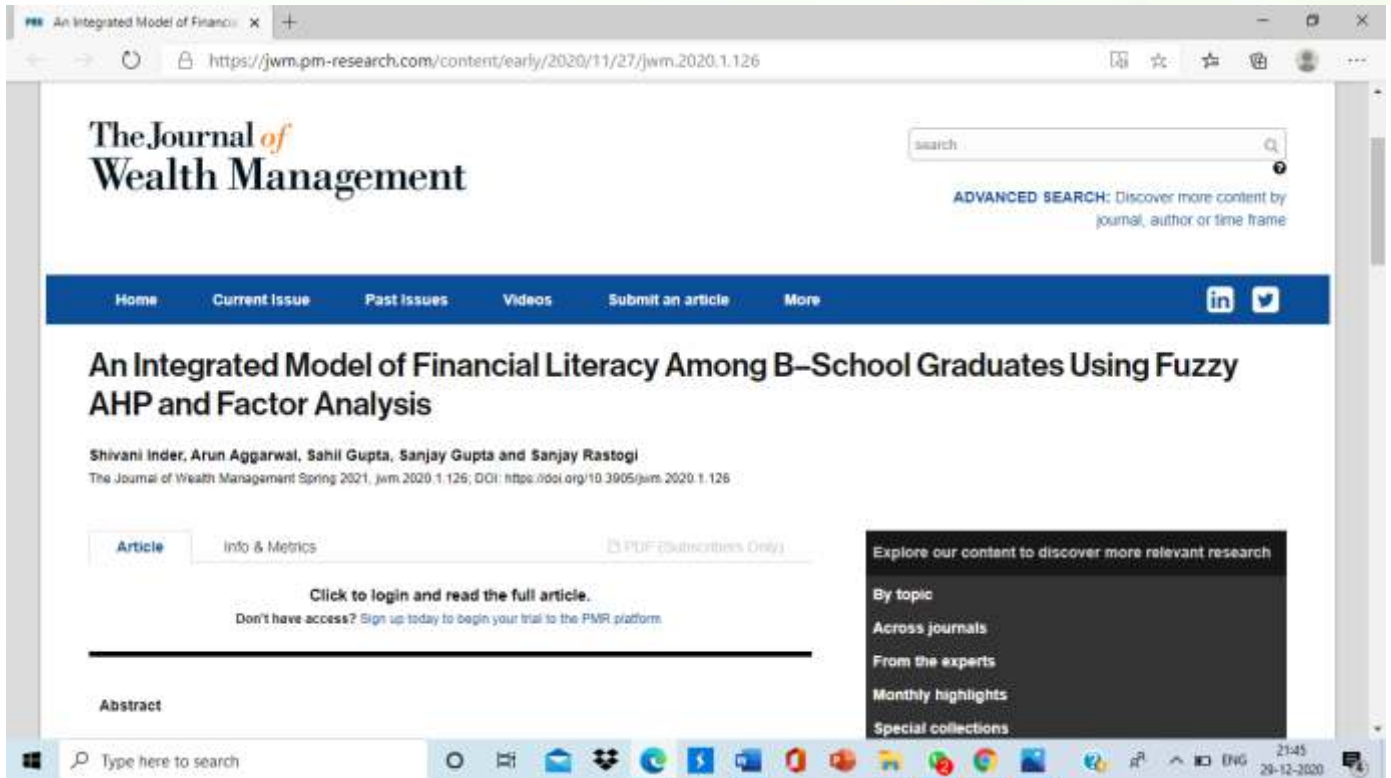 An Integrated Model of Financi
https://jwm.pm-research.com/content/early/2020/11/27/jwm.2020.1.126
The Journal of
Wealth Management
search
ADVANCED SEARCH: Discover more content by
journal, author or time frame
Home Current Issue Past Issues Videos Submit an article More
in
An Integrated Model of Financial Literacy Among B–School Graduates Using Fuzzy
AHP and Factor Analysis
Shivani Inder, Arun Aggarwal, Sahil Gupta, Sanjay Gupta and Sanjay Rastogi
The Journal of Wealth Management Spring 2021, jwm.2020.1.126; DOI: https://doi.org/10.3905/jwm.2020.1.126
Article Info & Metrics PDF (Subscribers Only)
Click to login and read the full article.
Don't have access? Sign up today to begin your trial to the PMR platform
Abstract
Explore our content to discover more relevant research
By topic
Across journals
From the experts
Monthly highlights
Special collections
Type here to search
ENG
21:45
29-12-2020